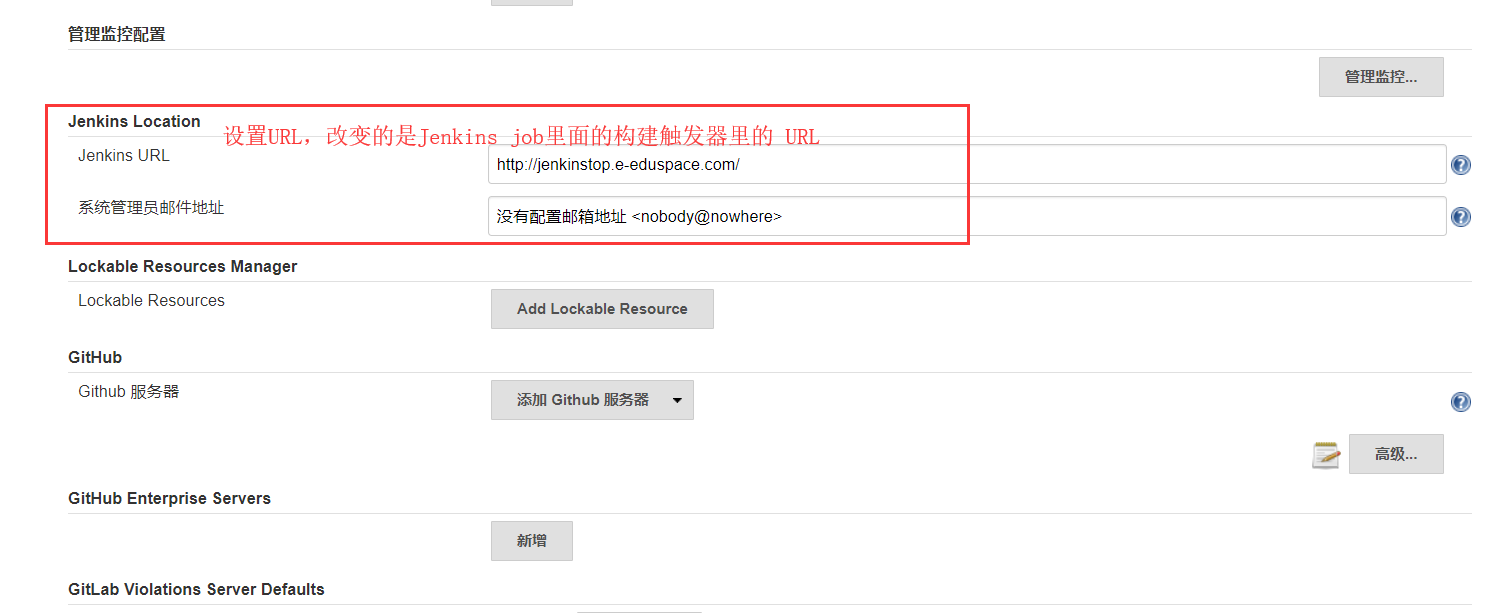 管理监控配置
管理监控...
Jenkins Location
设置URL，改变的是Jenkins job里面的构建触发器里的 URL
Jenkins URL
http://jenkinstop.e-eduspace.com/
系统管理员邮件地址
没有配置邮箱地址 <nobody@nowhere>
Lockable Resources Manager
Lockable Resources
Add Lockable Resource
GitHub
Github 服务器
添加 Github 服务器
高级...
GitHub Enterprise Servers
新增
GitLab Violations Server Defaults